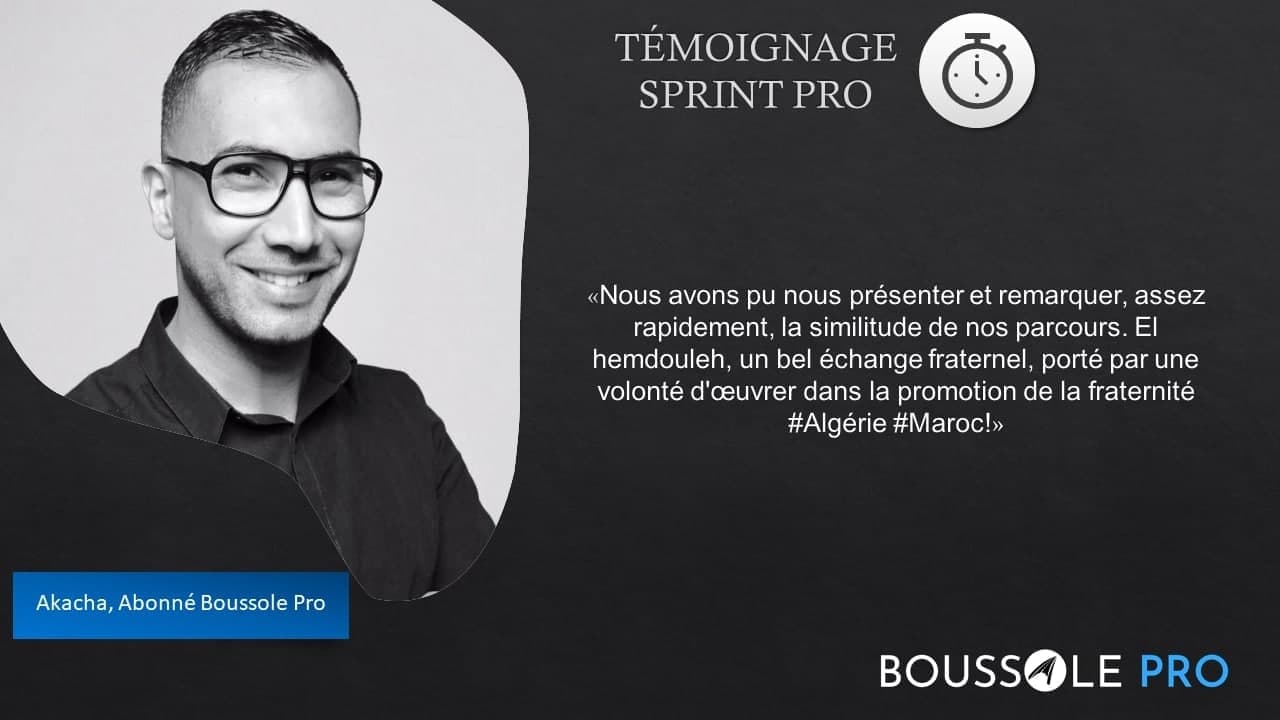 TÉMOIGNAGE
SPRINT PRO
«Nous avons pu nous présenter et remarquer, assez
rapidement, la similitude de nos parcours. El
hemdouleh, un bel échange fraternel, porté par une
volonté d'œuvrer dans la promotion de la fraternité
#Algérie #Maroc!»
Akacha, Abonné Boussole Pro
BOUSSOLE PRO